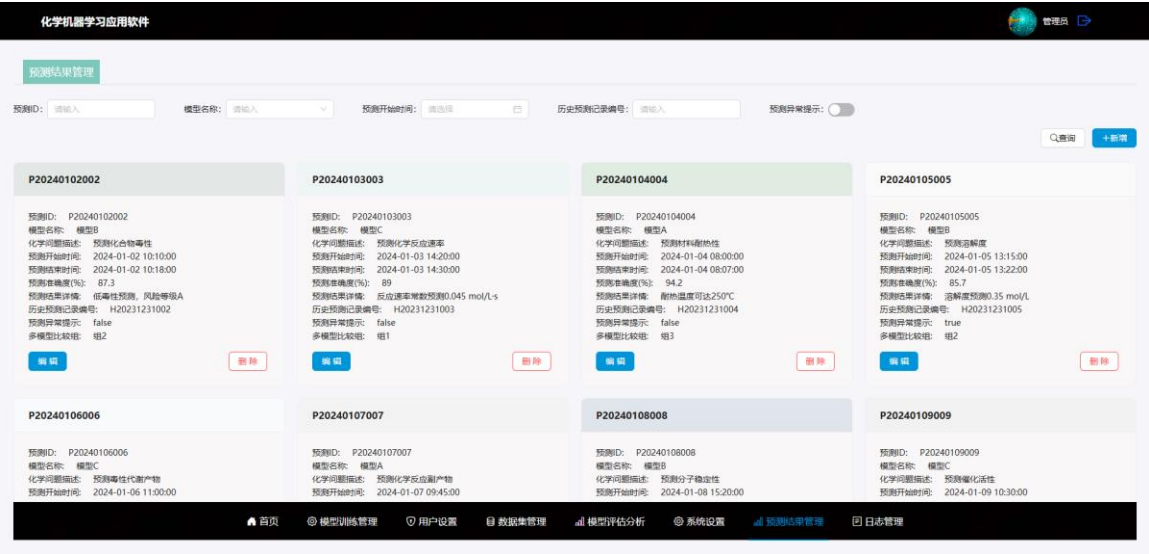 化学机器学习应用软件
管理员
预测结果管理
预测ID: 请输入 模型名称: 请输入 预测开始时间: 请选择 历史预测记录编号: 请输入 预测异常提示:
查询 +新增
P20240102002
预测ID: P20240102002
模型名称: 模型B
化学问题描述: 预测化合物毒性
预测开始时间: 2024-01-02 10:10:00
预测结束时间: 2024-01-02 10:18:00
预测准确度(%): 87.3
预测结果详情: 低毒性预测，风险等级A
历史预测记录编号: H20231231002
预测异常提示: false
多模型比较组: 组2
编辑 删除
P20240103003
预测ID: P20240103003
模型名称: 模型C
化学问题描述: 预测化学反应速率
预测开始时间: 2024-01-03 14:20:00
预测结束时间: 2024-01-03 14:30:00
预测准确度(%): 89
预测结果详情: 反应速率常数预测0.045 mol/L·s
历史预测记录编号: H20231231003
预测异常提示: false
多模型比较组: 组1
编辑 删除
P20240104004
预测ID: P20240104004
模型名称: 模型A
化学问题描述: 预测材料耐热性
预测开始时间: 2024-01-04 08:00:00
预测结束时间: 2024-01-04 08:07:00
预测准确度(%): 94.2
预测结果详情: 耐热温度可达250°C
历史预测记录编号: H20231231004
预测异常提示: false
多模型比较组: 组3
编辑 删除
P20240105005
预测ID: P20240105005
模型名称: 模型B
化学问题描述: 预测溶解度
预测开始时间: 2024-01-05 13:15:00
预测结束时间: 2024-01-05 13:22:00
预测准确度(%): 85.7
预测结果详情: 溶解度预测0.35 mol/L
历史预测记录编号: H20231231005
预测异常提示: true
多模型比较组: 组2
编辑 删除
P20240106006
预测ID: P20240106006
模型名称: 模型C
化学问题描述: 预测毒性代谢产物
预测开始时间: 2024-01-06 11:00:00
P20240107007
预测ID: P20240107007
模型名称: 模型A
化学问题描述: 预测化学反应副产物
预测开始时间: 2024-01-07 09:45:00
P20240108008
预测ID: P20240108008
模型名称: 模型B
化学问题描述: 预测分子稳定性
预测开始时间: 2024-01-08 15:20:00
P20240109009
预测ID: P20240109009
模型名称: 模型C
化学问题描述: 预测催化活性
预测开始时间: 2024-01-09 10:30:00
首页 模型训练管理 用户设置 数据集管理 模型评估分析 系统设置 预测结果管理 日志管理